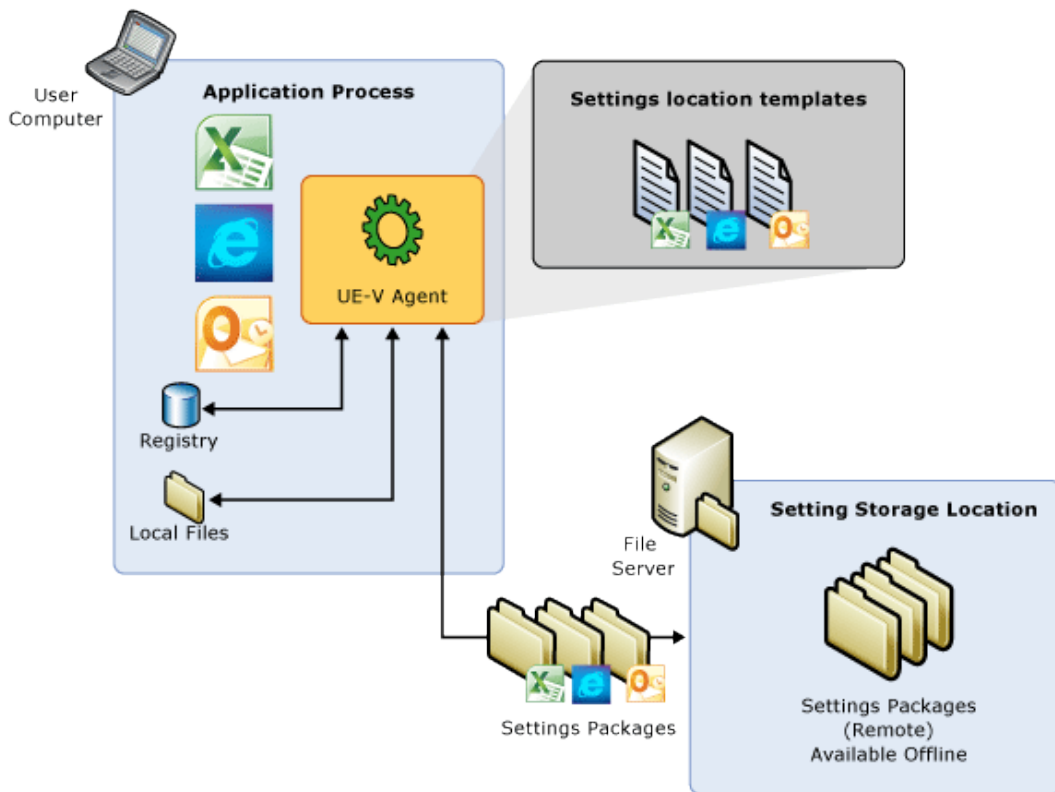 User
Computer
Application Process
Settings location templates
UE-V Agent
Registry
Local Files
File
Server
Setting Storage Location
Settings Packages
Settings Packages
(Remote)
Available Offline